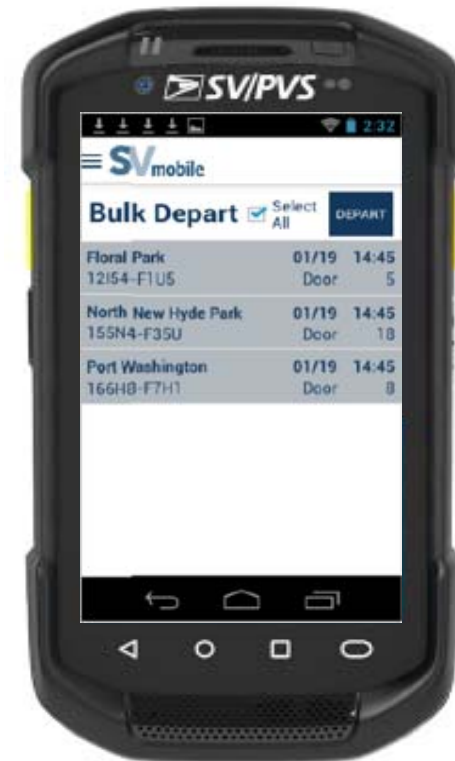 SV/PVS
2:32
SVmobile
Bulk Depart Select All DEPART
Floral Park 01/19 14:45
12I54-F1U5 Door 5
North New Hyde Park 01/19 14:45
155N4-F35U Door 18
Port Washington 01/19 14:45
166H8-F7H1 Door 8